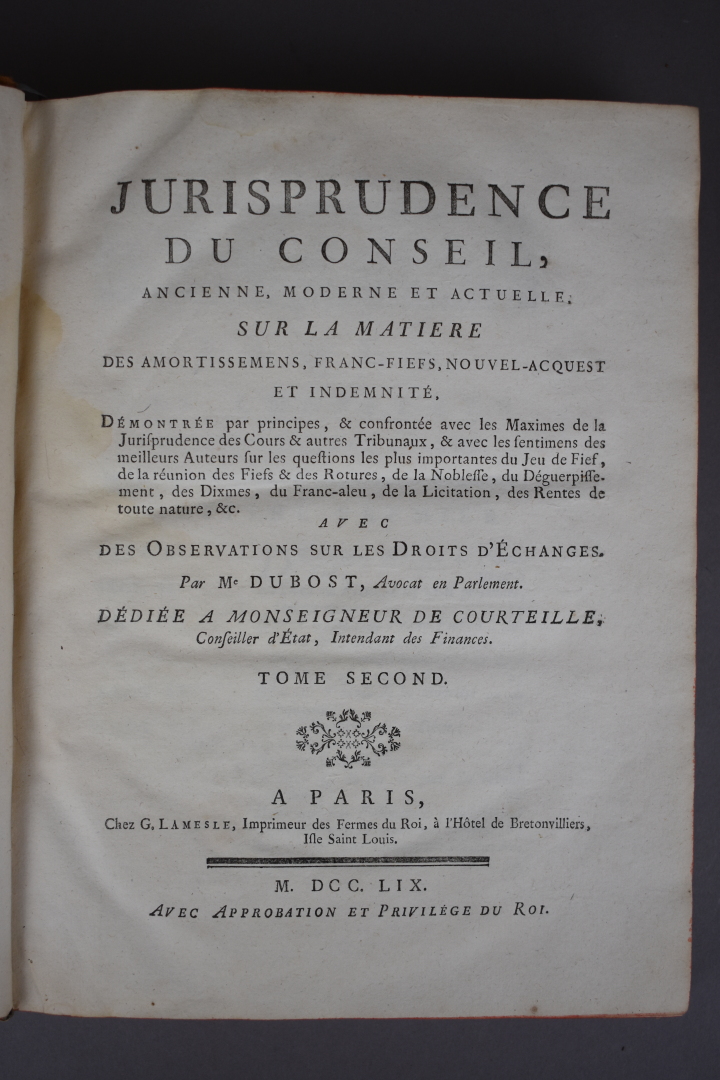 JURISPRUDENCE
DU CONSEIL,
ANCIENNE, MODERNE ET ACTUELLE,
SUR LA MATIERE
DES AMORTISSEMENS, FRANC-FIEFS, NOUVEL-ACQUEST
ET INDEMNITÉ,
DÉMONTRÉE par principes, & confrontée avec les Maximes de la
Juriſprudence des Cours & autres Tribunaux, & avec les ſentimens des
meilleurs Auteurs ſur les queſtions les plus importantes du Jeu de Fief,
de la réunion des Fiefs & des Rotures, de la Nobleſſe, du Déguerpiſſe-
ment, des Dixmes, du Franc-aleu, de la Licitation, des Rentes de
toute nature, &c.
AVEC
DES OBSERVATIONS SUR LES DROITS D'ÉCHANGES.
Par Me DUBOST, Avocat en Parlement.
DÉDIÉE A MONSEIGNEUR DE COURTEILLE,
Conſeiller d'État, Intendant des Finances.
TOME SECOND.
A PARIS,
Chez G. LAMESLE, Imprimeur des Fermes du Roi, à l'Hôtel de Bretonvilliers,
Iſle Saint Louis.
M. DCC. LIX.
AVEC APPROBATION ET PRIVILÉGE DU ROI.